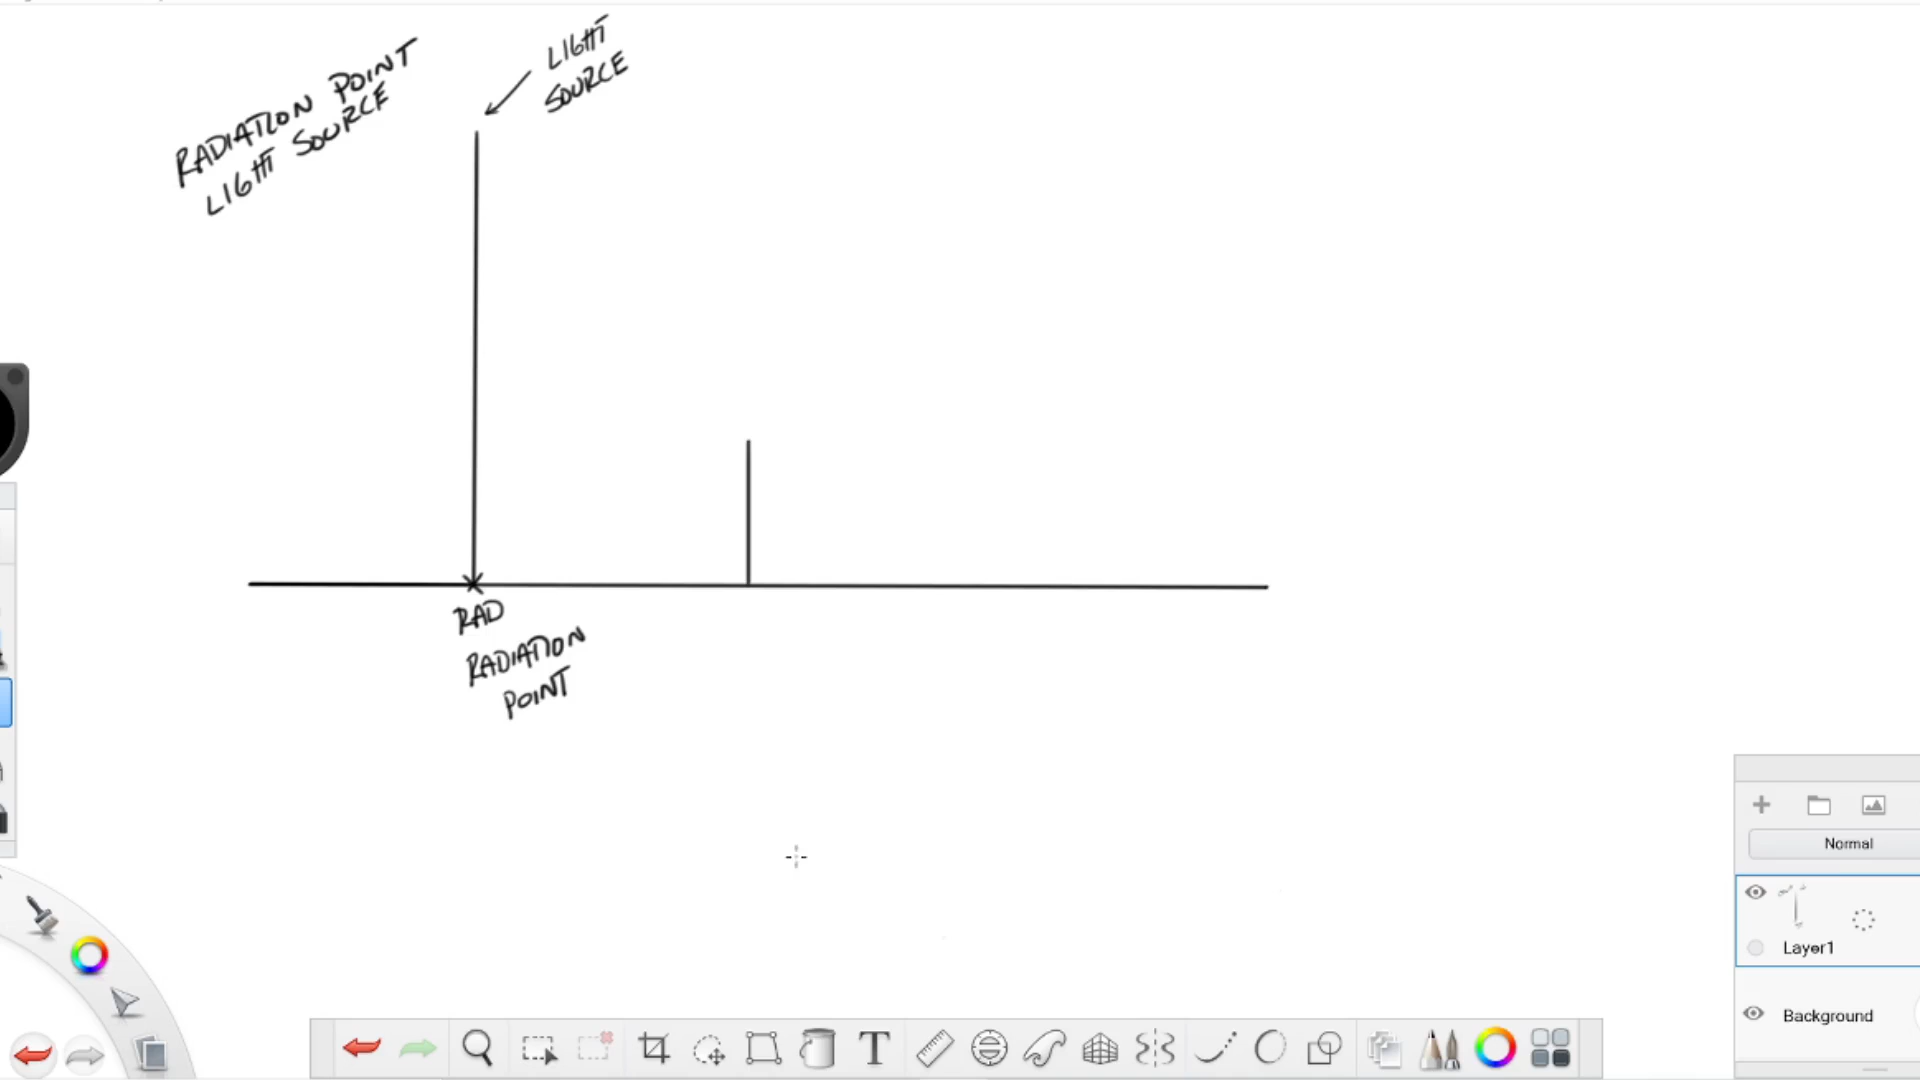 RADIATION POINT
LIGHT SOURCE
LIGHT
SOURCE
RAD
RADIATION
POINT
Normal
Layer1
Background